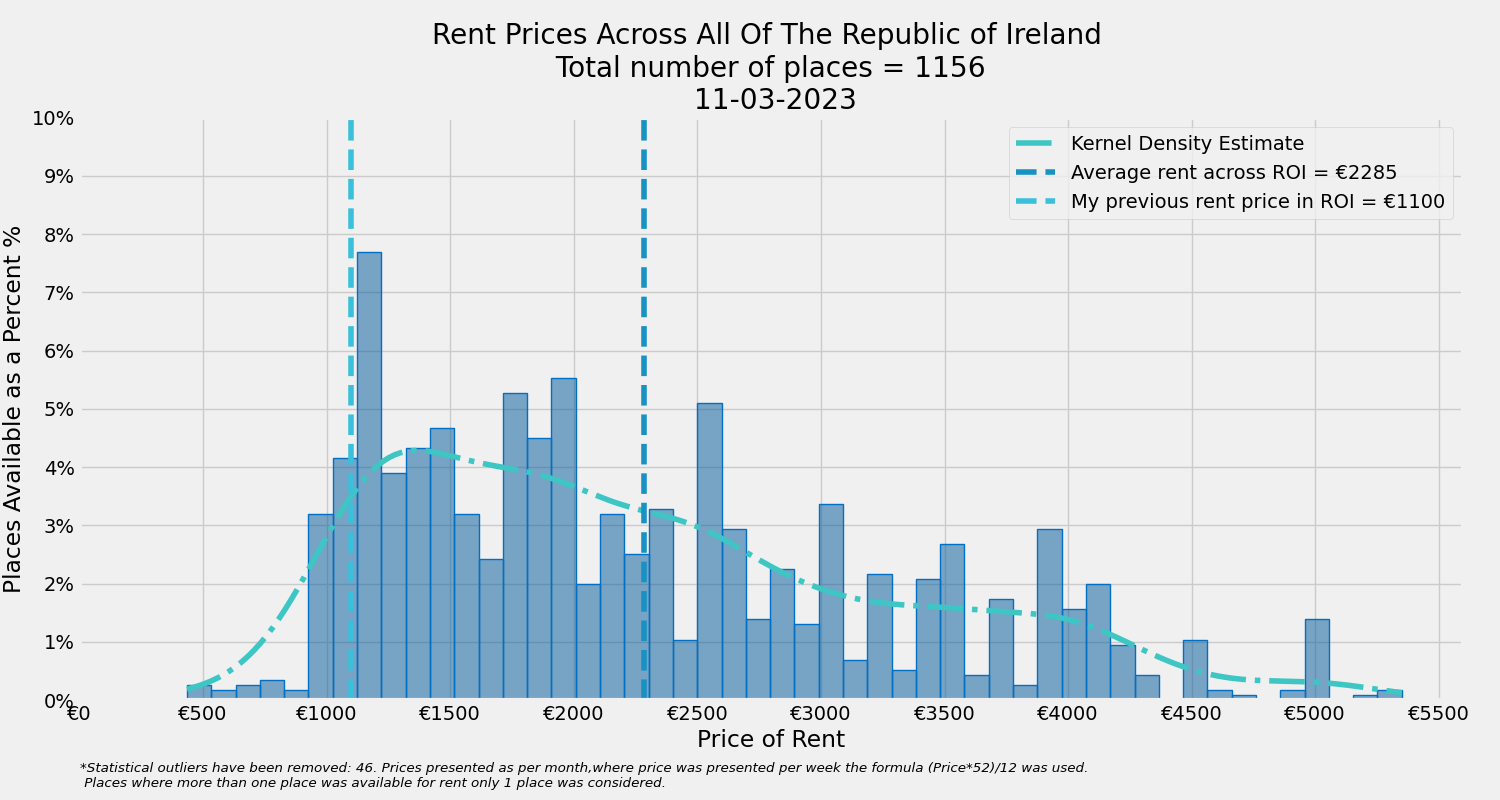 Rent Prices Across All Of The Republic of Ireland
Total number of places = 1156
11-03-2023
Kernel Density Estimate
Average rent across ROI = €2285
My previous rent price in ROI = €1100
Places Available as a Percent %
10%
9%
8%
7%
6%
5%
4%
3%
2%
1%
0%
€0 €500 €1000 €1500 €2000 €2500 €3000 €3500 €4000 €4500 €5000 €5500
Price of Rent
*Statistical outliers have been removed: 46. Prices presented as per month,where price was presented per week the formula (Price*52)/12 was used.
Places where more than one place was available for rent only 1 place was considered.